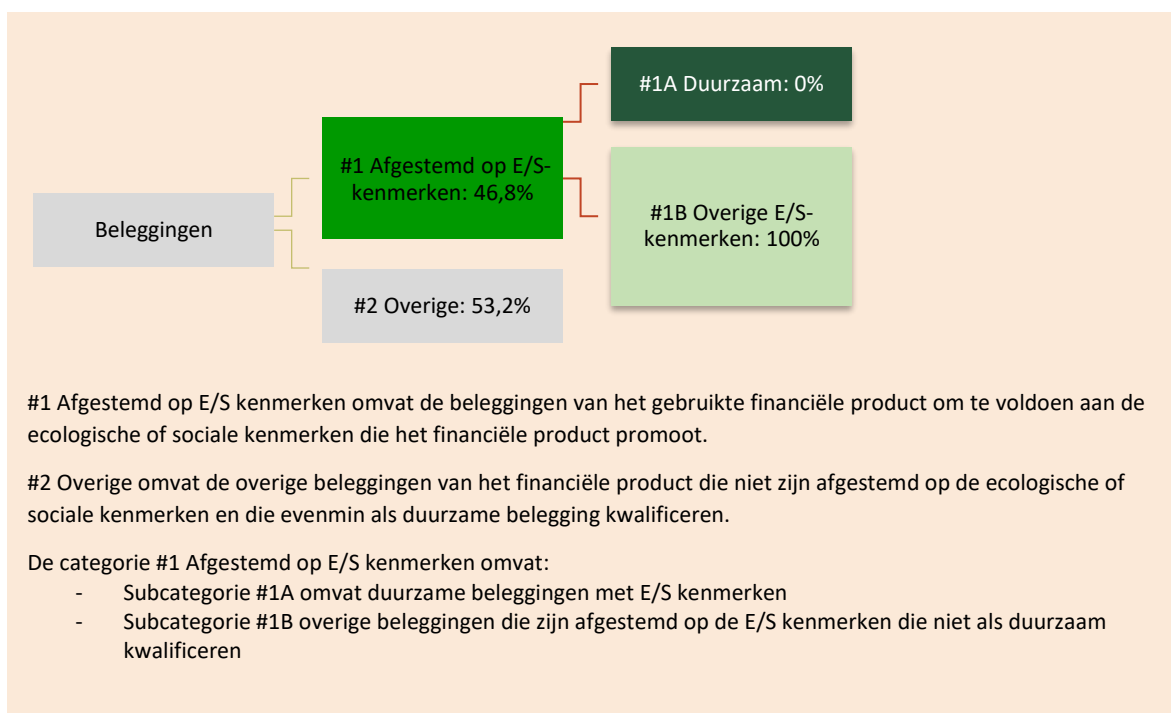 #1A Duurzaam: 0%
#1 Afgestemd op E/S-
kenmerken: 46,8%
#1B Overige E/S-
kenmerken: 100%
Beleggingen
#2 Overige: 53,2%
#1 Afgestemd op E/S kenmerken omvat de beleggingen van het gebruikte financiële product om te voldoen aan de
ecologische of sociale kenmerken die het financiële product promoot.
#2 Overige omvat de overige beleggingen van het financiële product die niet zijn afgestemd op de ecologische of
sociale kenmerken en die evenmin als duurzame belegging kwalificeren.
De categorie #1 Afgestemd op E/S kenmerken omvat:
- Subcategorie #1A omvat duurzame beleggingen met E/S kenmerken
- Subcategorie #1B overige beleggingen die zijn afgestemd op de E/S kenmerken die niet als duurzaam
kwalificeren